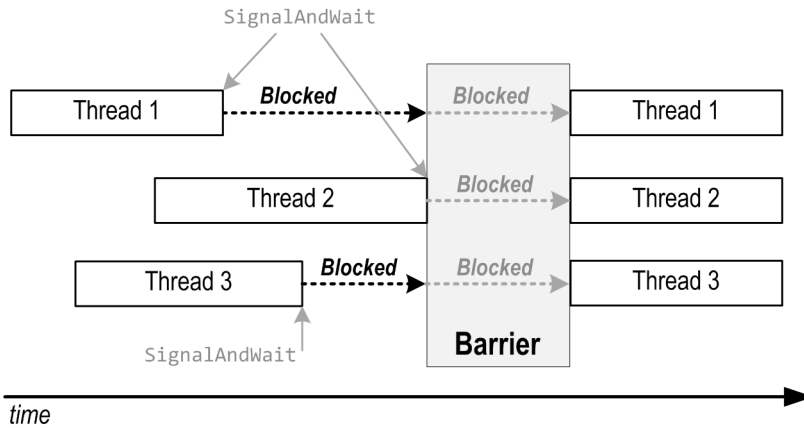 SignalAndWait
Thread 1 Blocked Blocked Thread 1
Thread 2 Blocked Thread 2
Thread 3 Blocked Blocked Thread 3
SignalAndWait Barrier
time